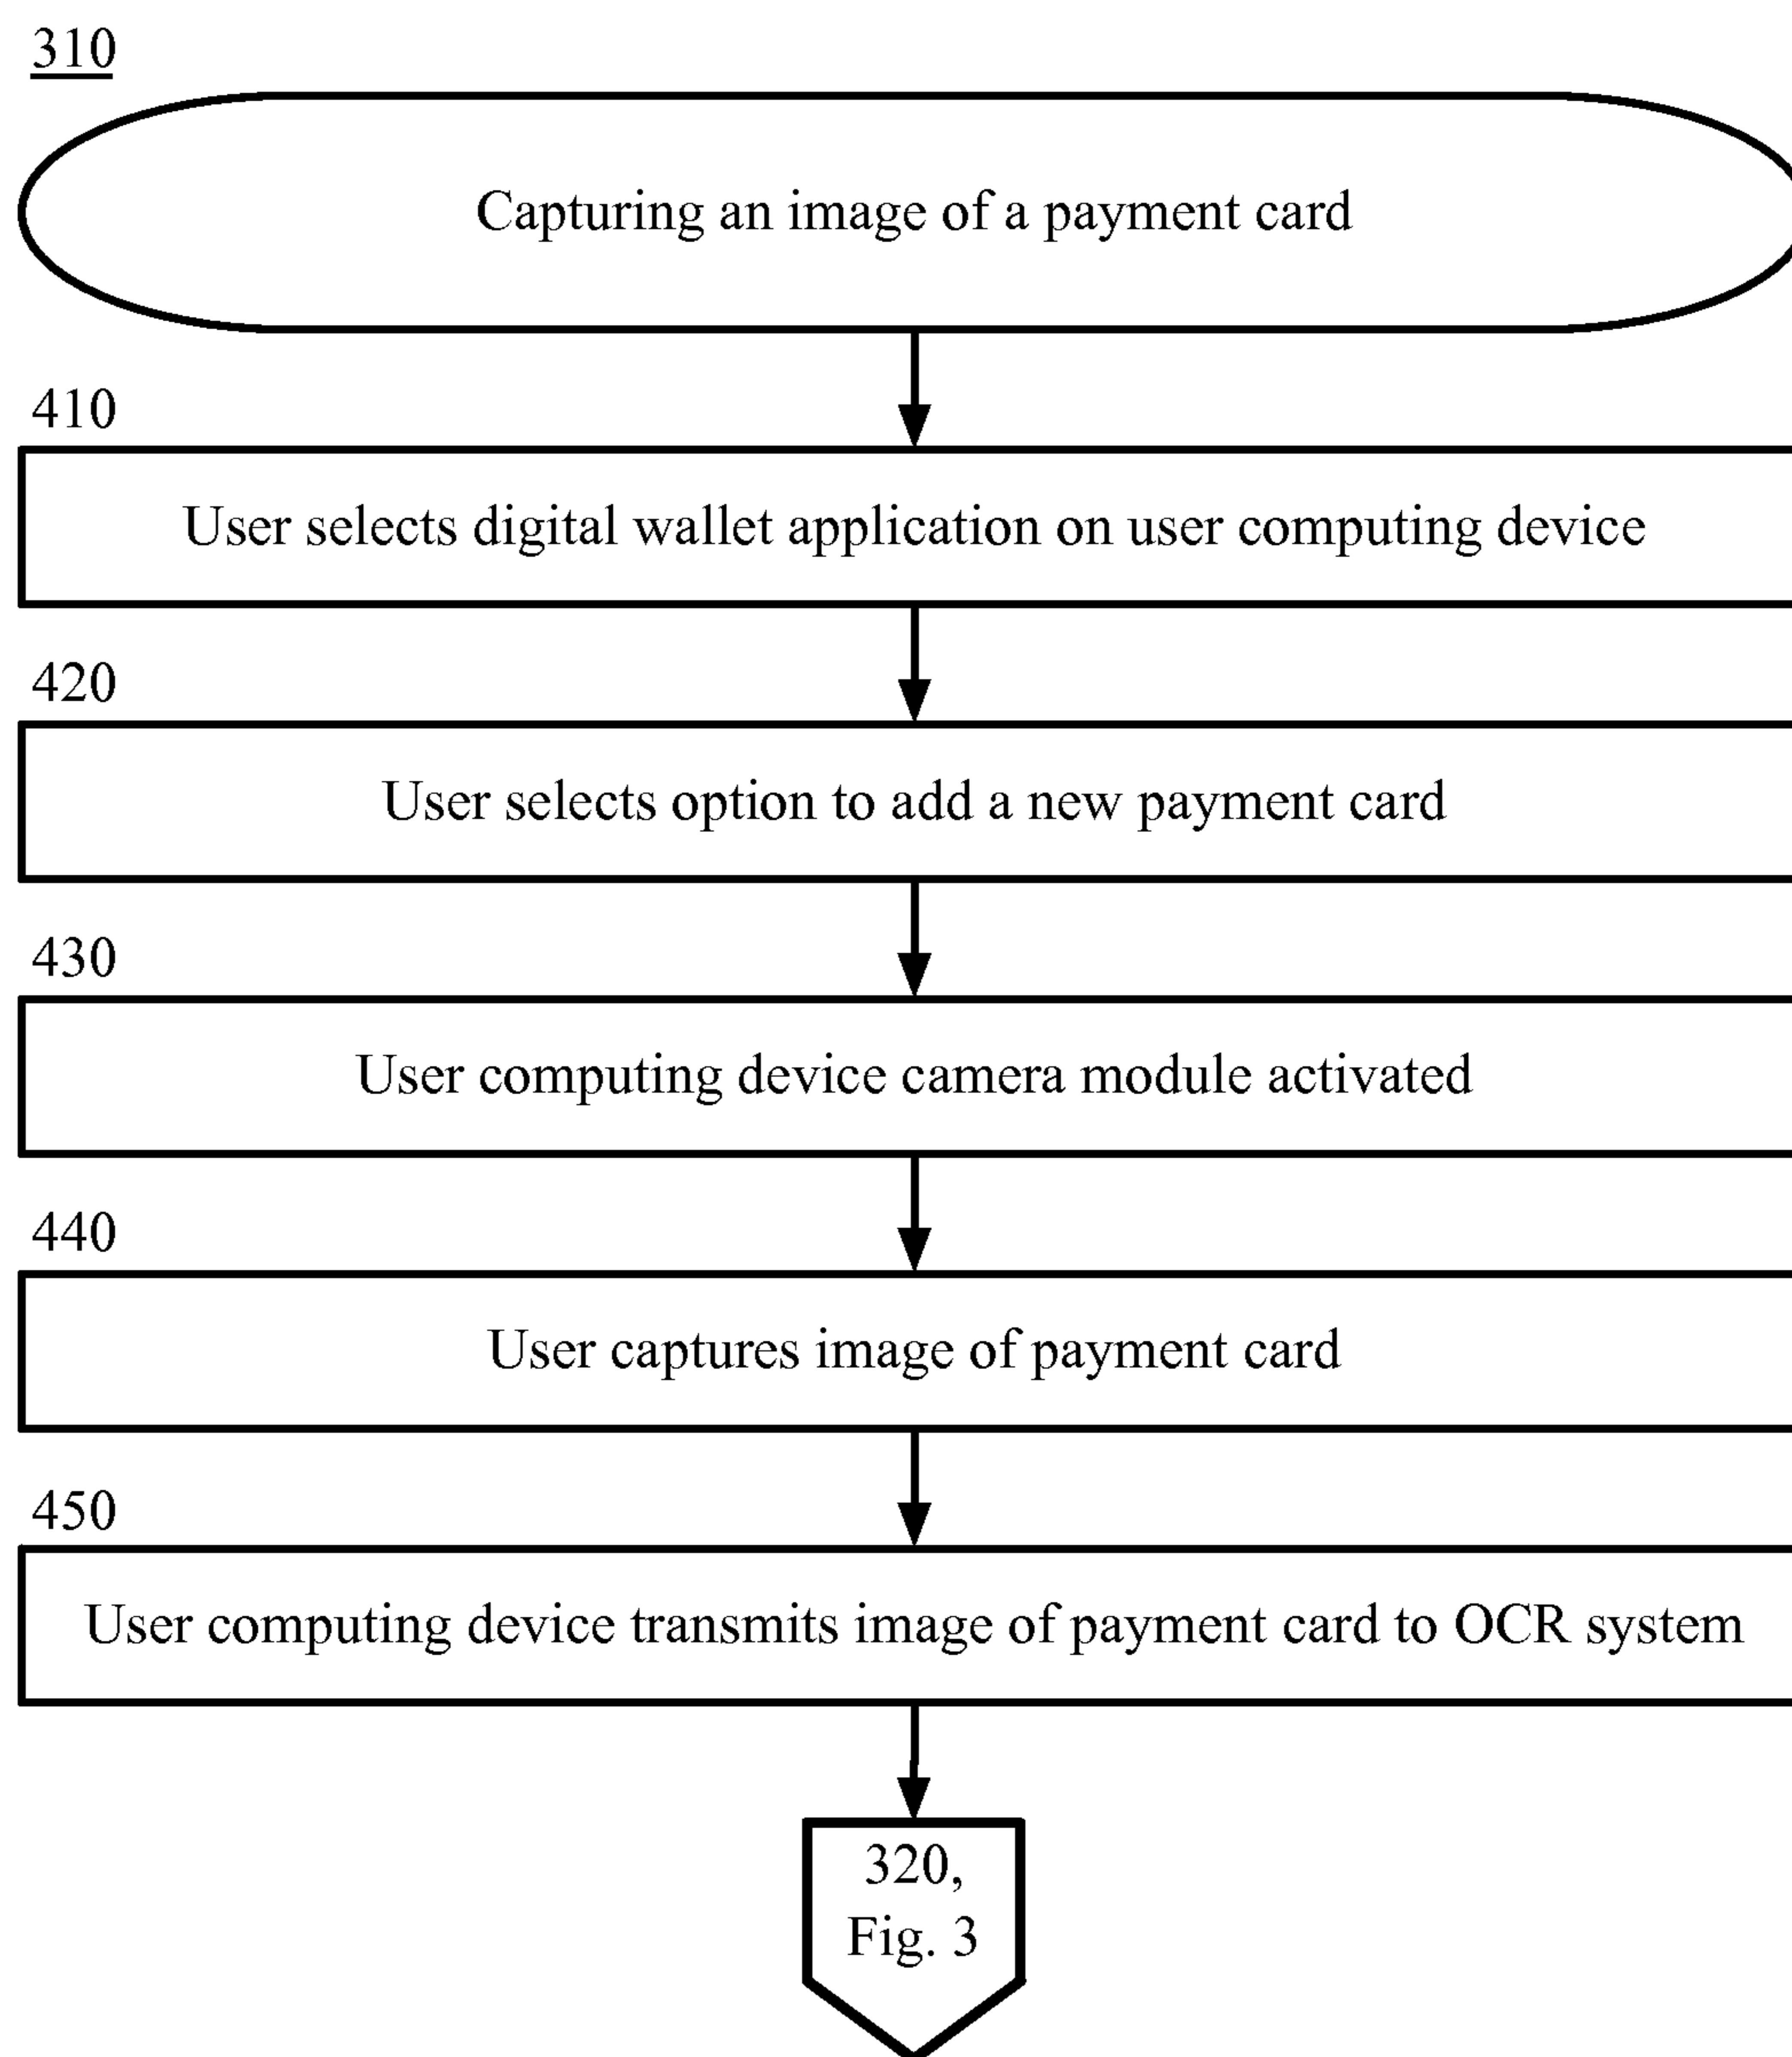 310
Capturing an image of a payment card
410
User selects digital wallet application on user computing device
420
User selects option to add a new payment card
430
User computing device camera module activated
440
User captures image of payment card
450
User computing device transmits image of payment card to OCR system
320,
Fig. 3